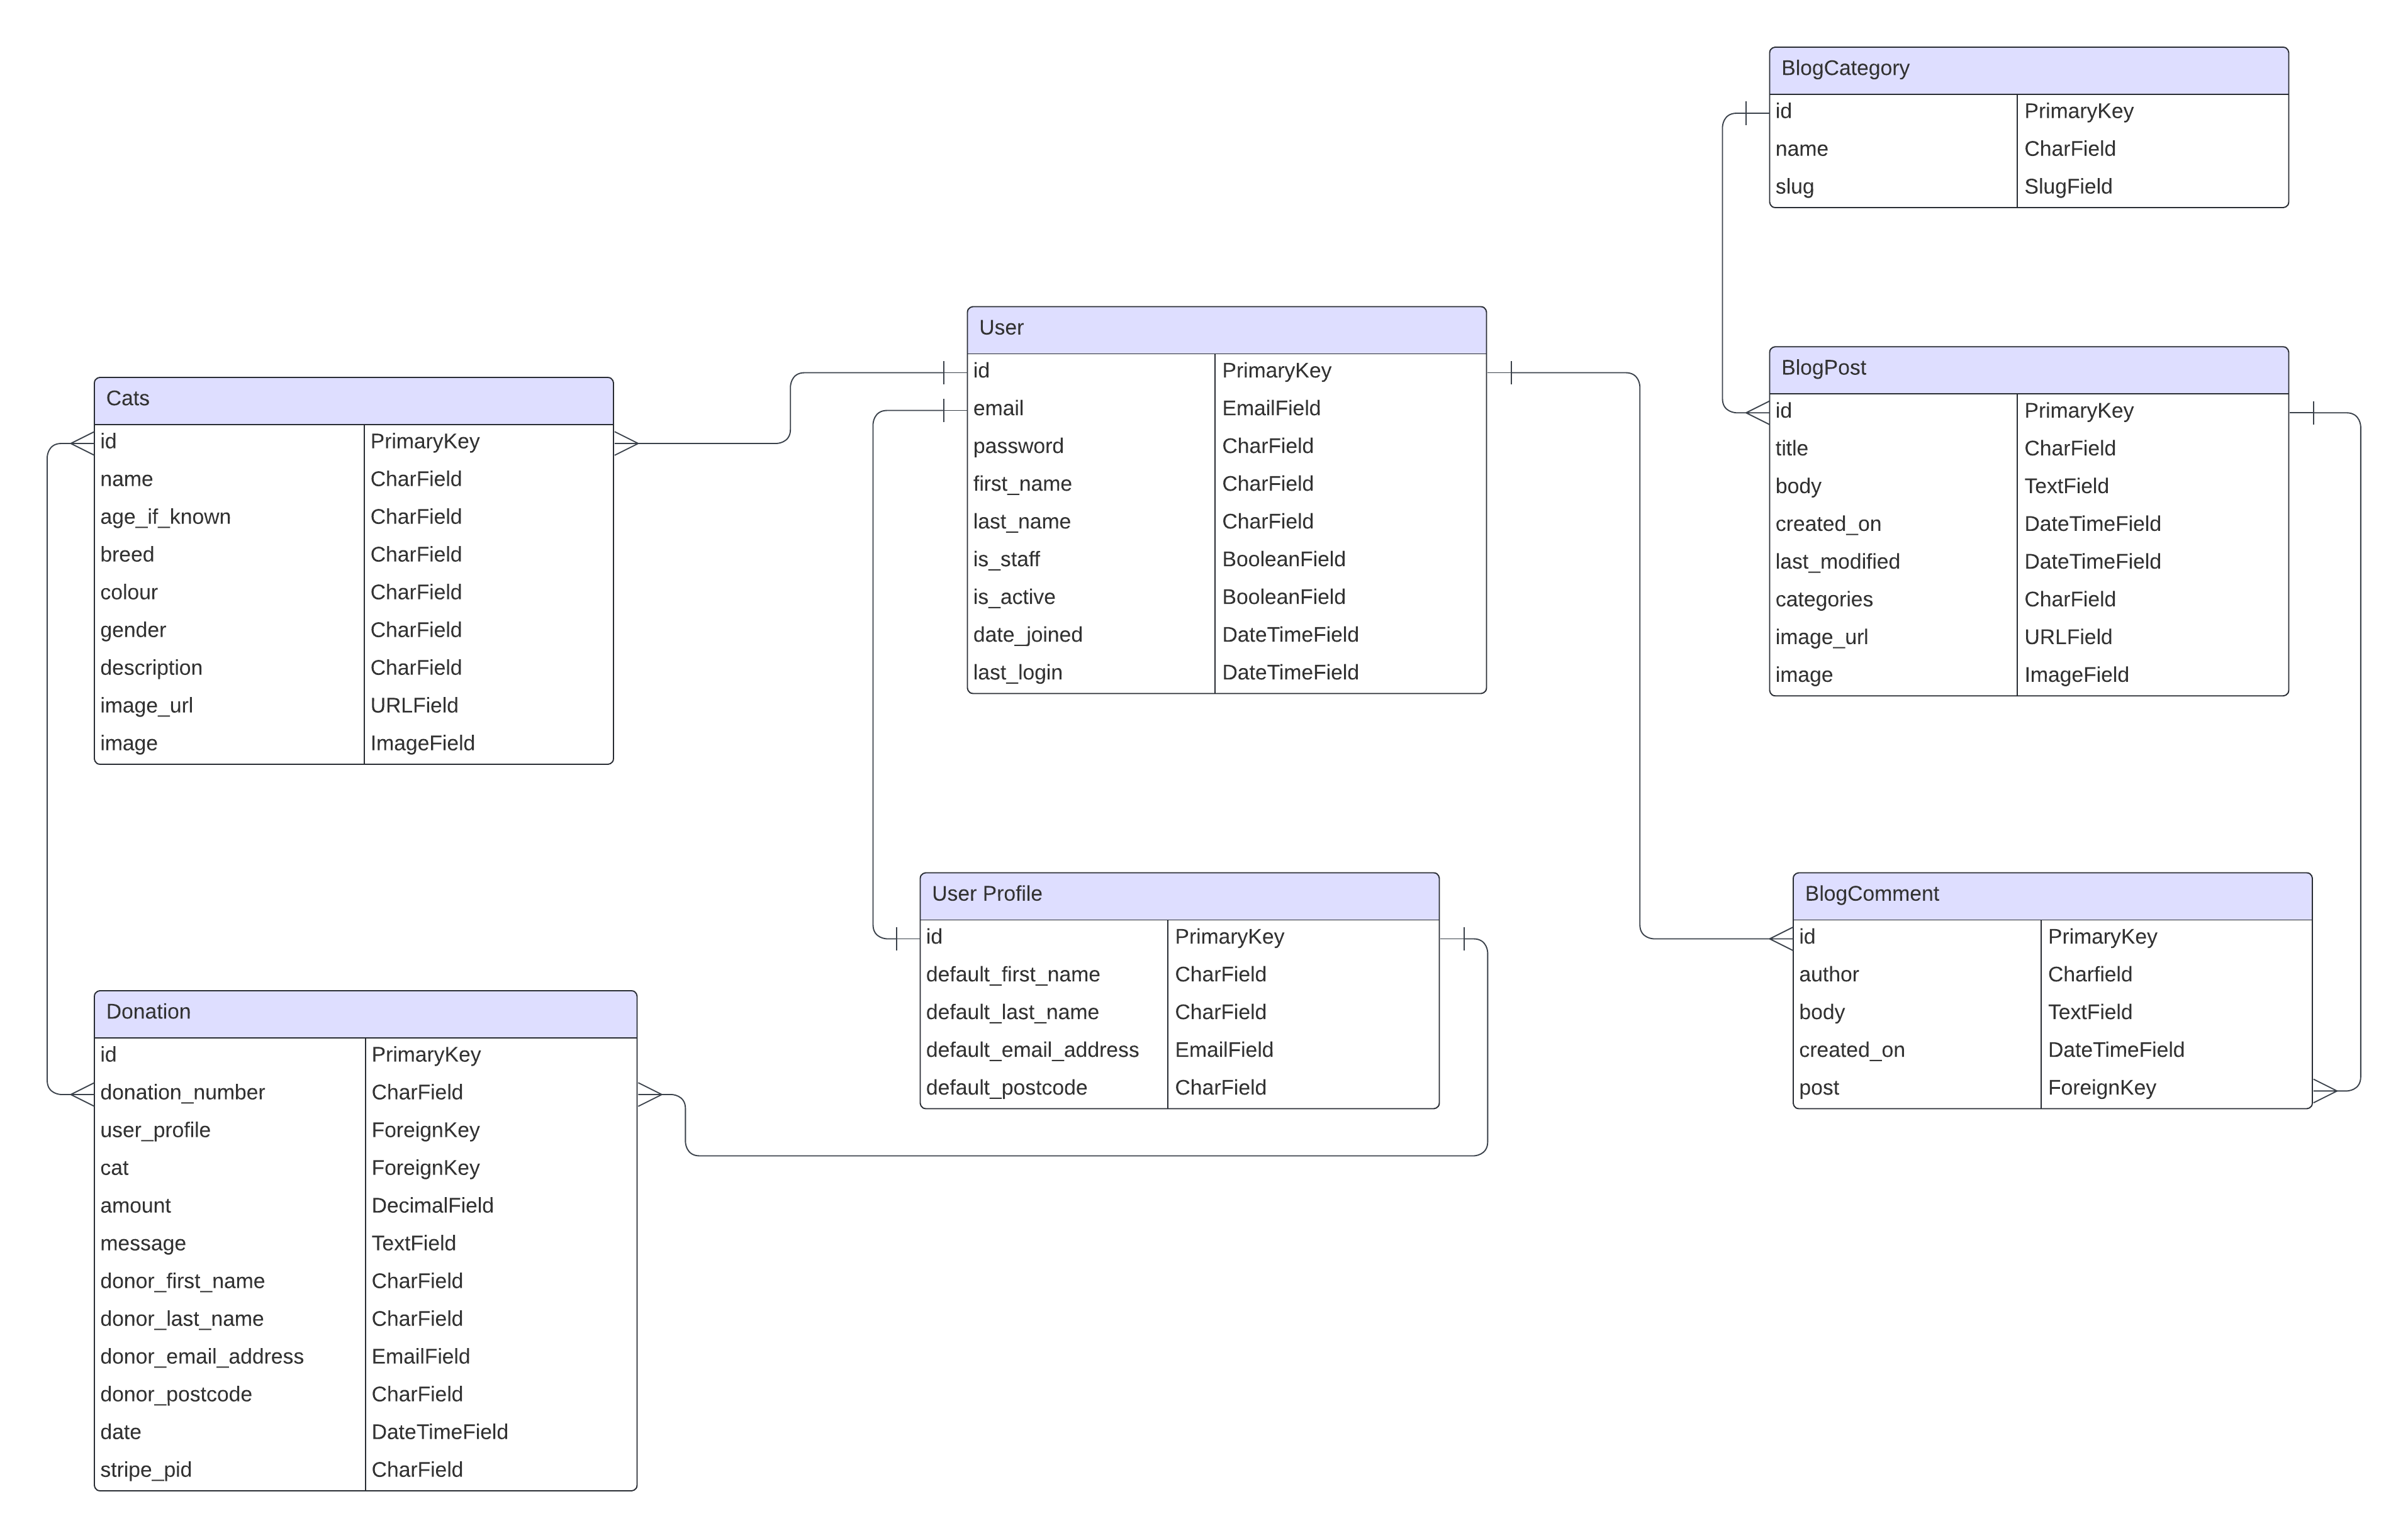 BlogCategory
id PrimaryKey
name CharField
slug SlugField
User
id PrimaryKey
email EmailField
password CharField
first_name CharField
last_name CharField
is_staff BooleanField
is_active BooleanField
date_joined DateTimeField
last_login DateTimeField
BlogPost
id PrimaryKey
title CharField
body TextField
created_on DateTimeField
last_modified DateTimeField
categories CharField
image_url URLField
image ImageField
Cats
id PrimaryKey
name CharField
age_if_known CharField
breed CharField
colour CharField
gender CharField
description CharField
image_url URLField
image ImageField
User Profile
id PrimaryKey
default_first_name CharField
default_last_name CharField
default_email_address EmailField
default_postcode CharField
BlogComment
id PrimaryKey
author Charfield
body TextField
created_on DateTimeField
post ForeignKey
Donation
id PrimaryKey
donation_number CharField
user_profile ForeignKey
cat ForeignKey
amount DecimalField
message TextField
donor_first_name CharField
donor_last_name CharField
donor_email_address EmailField
donor_postcode CharField
date DateTimeField
stripe_pid CharField